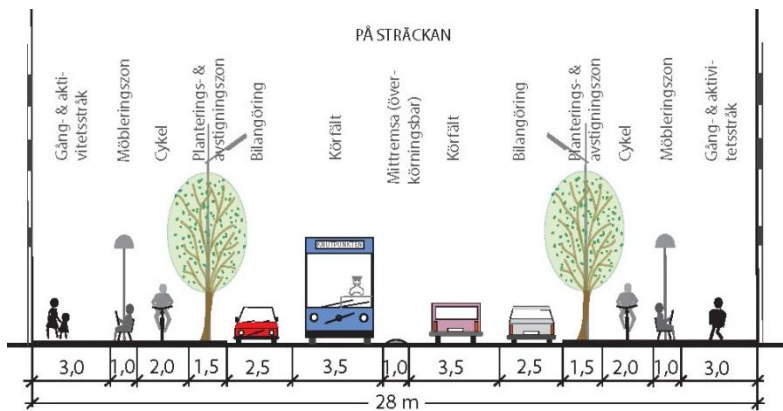 PÅ STRÄCKAN
Gång- & akti-
vitetsstråk
Möbleringszon
Cykel
Planterings- &
avstigningszon
Bilangöring
Körfält
Mittremsa (över-
körningsbar)
Körfält
Bilangöring
Planterings- &
avstigningszon
Cykel
Möbleringszon
Gång- & aktivi-
tetsstråk
KNUTPUNKTEN
3,0 1,0 2,0 1,5 2,5 3,5 1,0 3,5 2,5 1,5 2,0 1,0 3,0
28 m